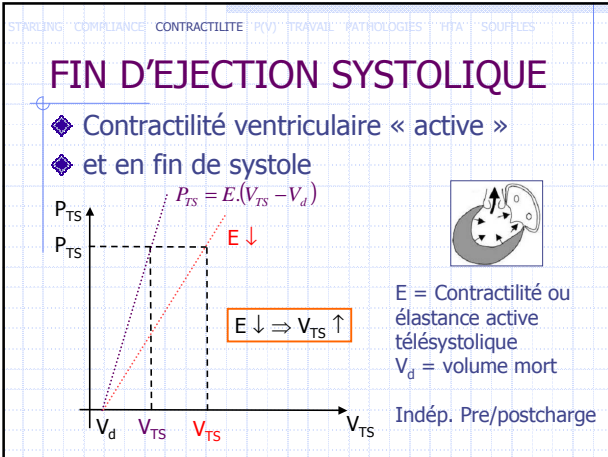 STARLING COMPLIANCE CONTRACTILITE P(V) TRAVAIL PATHOLOGIES HTA SOUFFLES
FIN D'EJECTION SYSTOLIQUE
Contractilité ventriculaire « active »
et en fin de systole
P_TS = E.(V_TS − V_d)
P_TS
P_TS
E ↓
E ↓ ⇒ V_TS ↑
E = Contractilité ou
élastance active
télésystolique
V_d = volume mort
Indép. Pre/postcharge
V_d V_TS V_TS V_TS